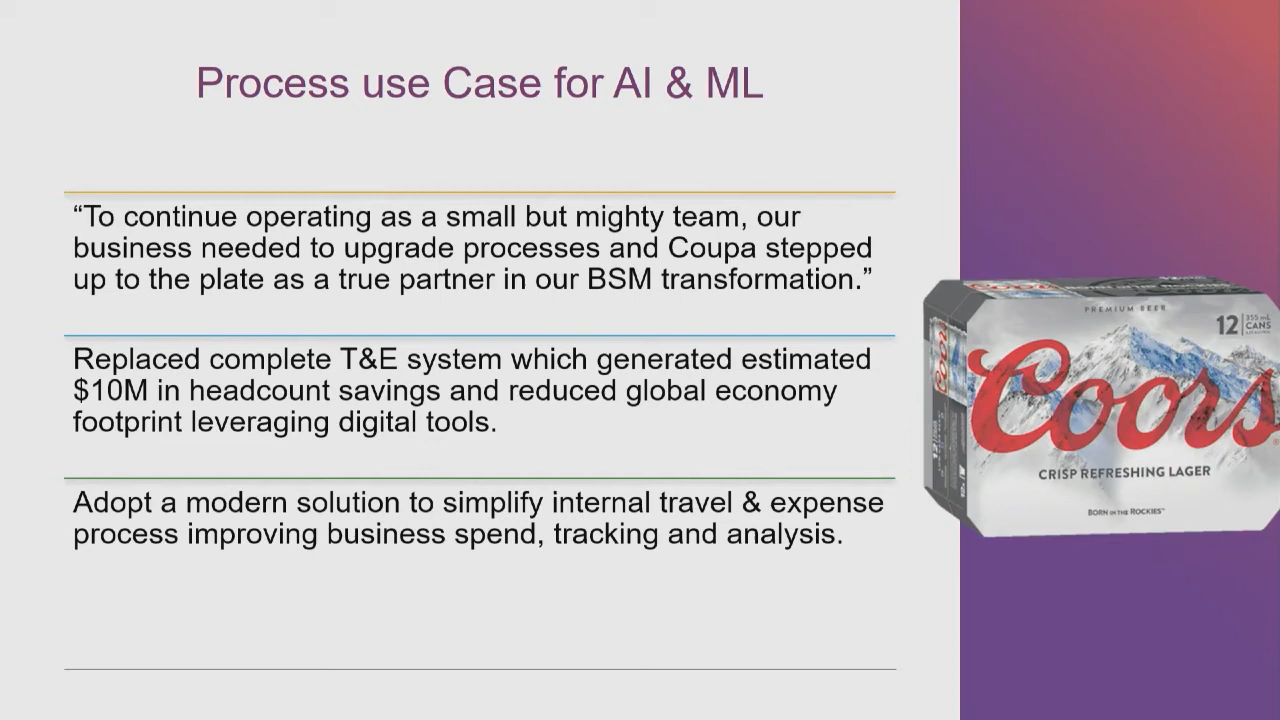 Process use Case for AI & ML
“To continue operating as a small but mighty team, our
business needed to upgrade processes and Coupa stepped
up to the plate as a true partner in our BSM transformation.”
Replaced complete T&E system which generated estimated
$10M in headcount savings and reduced global economy
footprint leveraging digital tools.
Adopt a modern solution to simplify internal travel & expense
process improving business spend, tracking and analysis.
PREMIUM BEER
12 355 mL
CANS
Coors
CRISP REFRESHING LAGER
BORN IN THE ROCKIES™
Coors